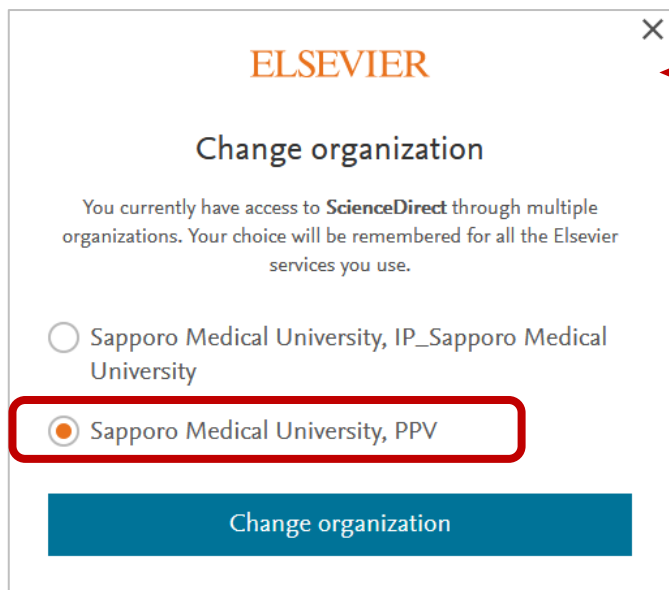 ELSEVIER
Change organization
You currently have access to ScienceDirect through multiple
organizations. Your choice will be remembered for all the Elsevier
services you use.
Sapporo Medical University, IP_Sapporo Medical
University
Sapporo Medical University, PPV
Change organization